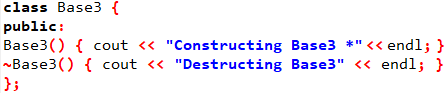 class Base3 {
public:
Base3() { cout << "Constructing Base3 *"<< endl; }
~Base3() { cout << "Destructing Base3" << endl; }
};